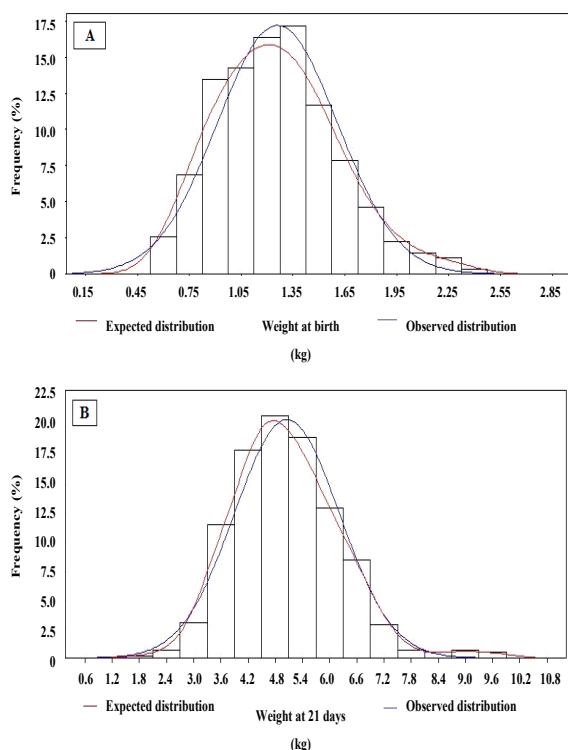 17.5
A
15.0
12.5
10.0
7.5
5.0
2.5
0
Frequency (%)
0.15 0.45 0.75 1.05 1.35 1.65 1.95 2.25 2.55 2.85
Expected distribution Weight at birth Observed distribution
(kg)
22.5
B
20.0
17.5
15.0
12.5
10.0
7.5
5.0
2.5
0
Frequency (%)
0.6 1.2 1.8 2.4 3.0 3.6 4.2 4.8 5.4 6.0 6.6 7.2 7.8 8.4 9.0 9.6 10.2 10.8
Expected distribution Weight at 21 days Observed distribution
(kg)